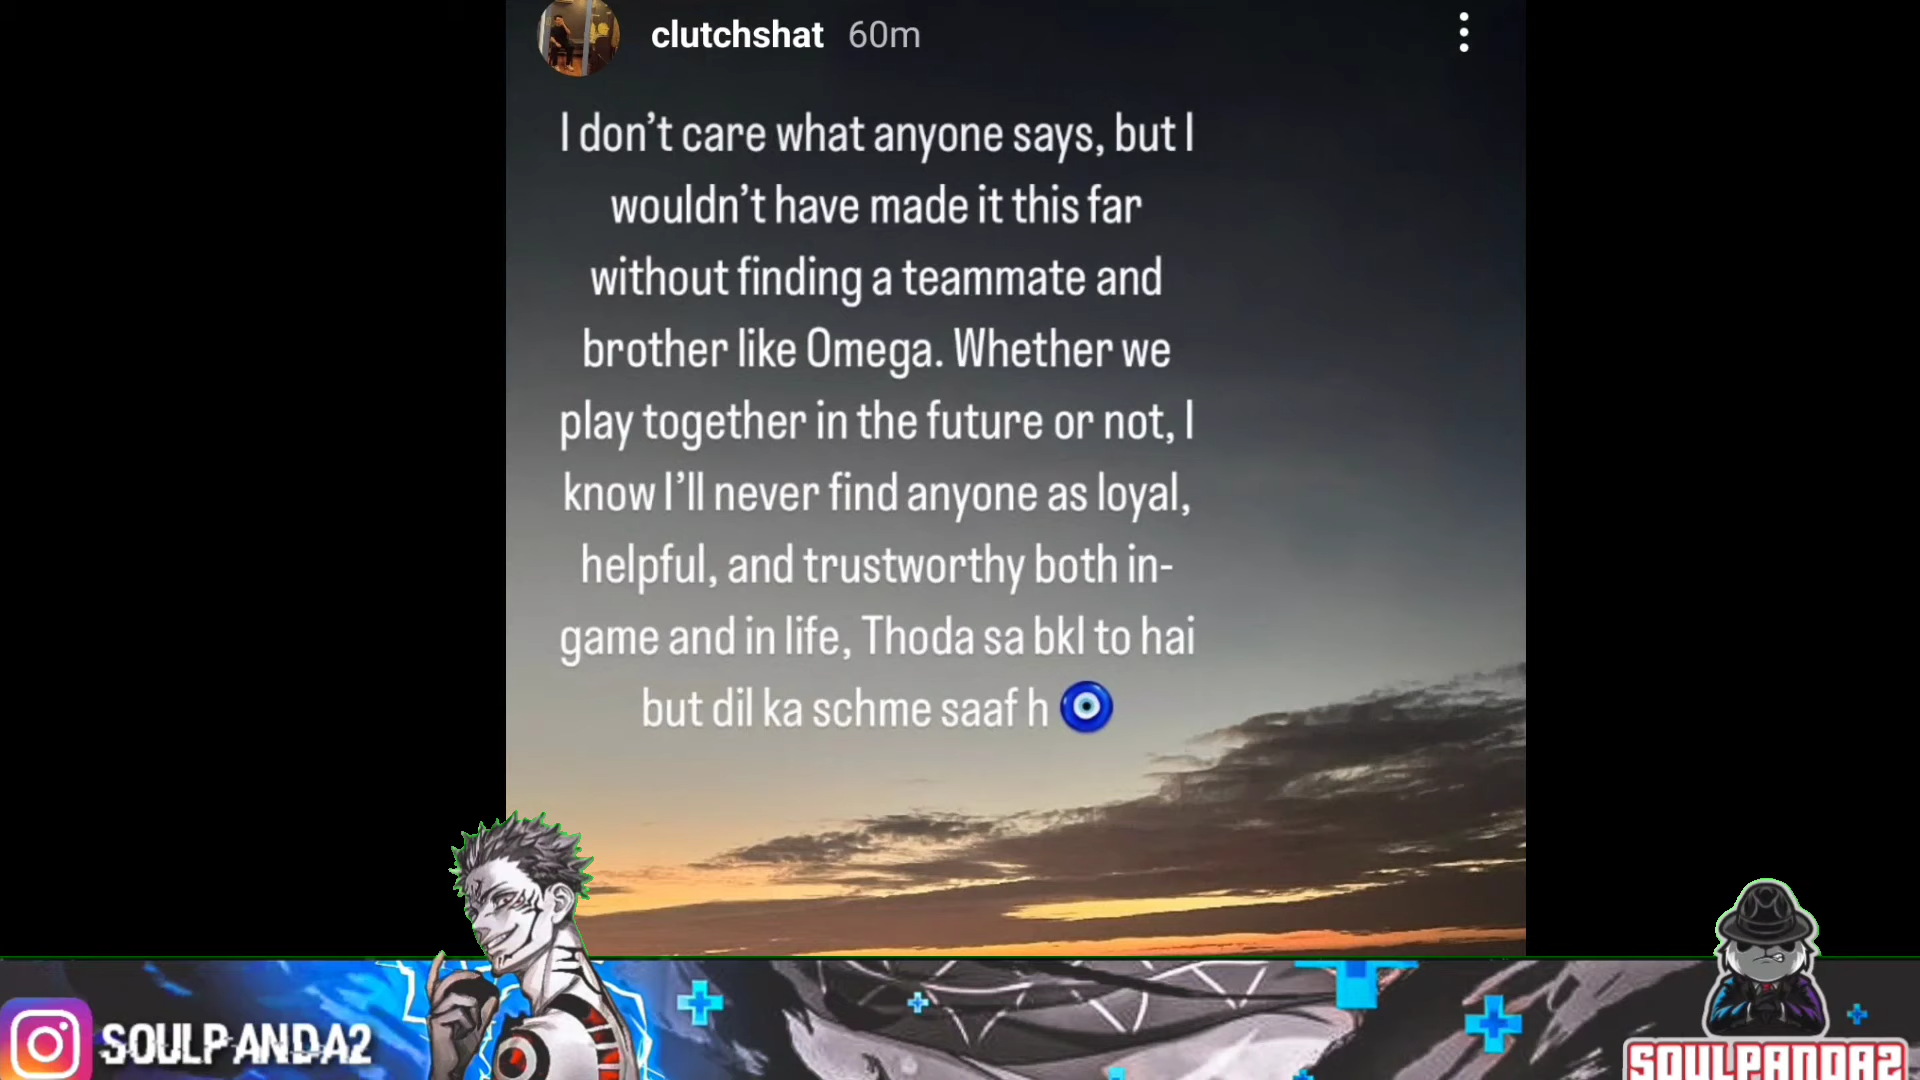 clutchshat 60m
I don't care what anyone says, but I
wouldn't have made it this far
without finding a teammate and
brother like Omega. Whether we
play together in the future or not, I
know I'll never find anyone as loyal,
helpful, and trustworthy both in-
game and in life, Thoda sa bkl to hai
but dil ka schme saaf h 🧿
SOULPANDA2
SOULPANDA2